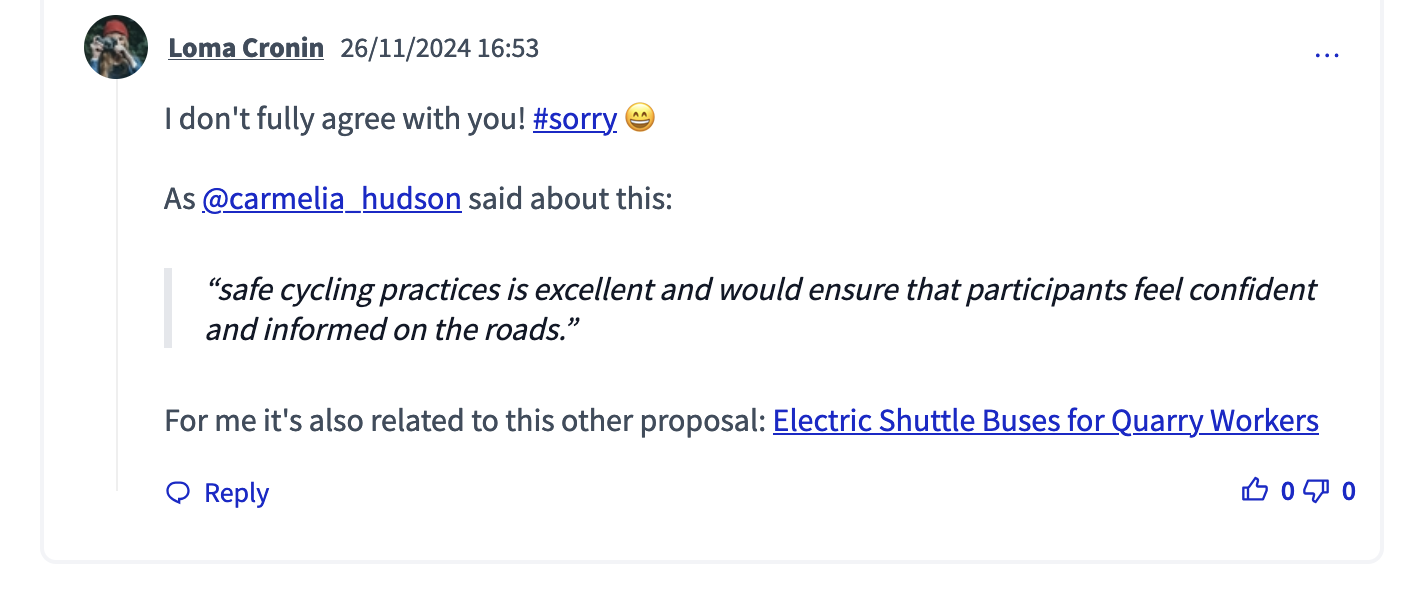 Loma Cronin 26/11/2024 16:53
...
I don't fully agree with you! #sorry 😄
As @carmelia_hudson said about this:
“safe cycling practices is excellent and would ensure that participants feel confident
and informed on the roads.”
For me it's also related to this other proposal: Electric Shuttle Buses for Quarry Workers
Reply 0 0